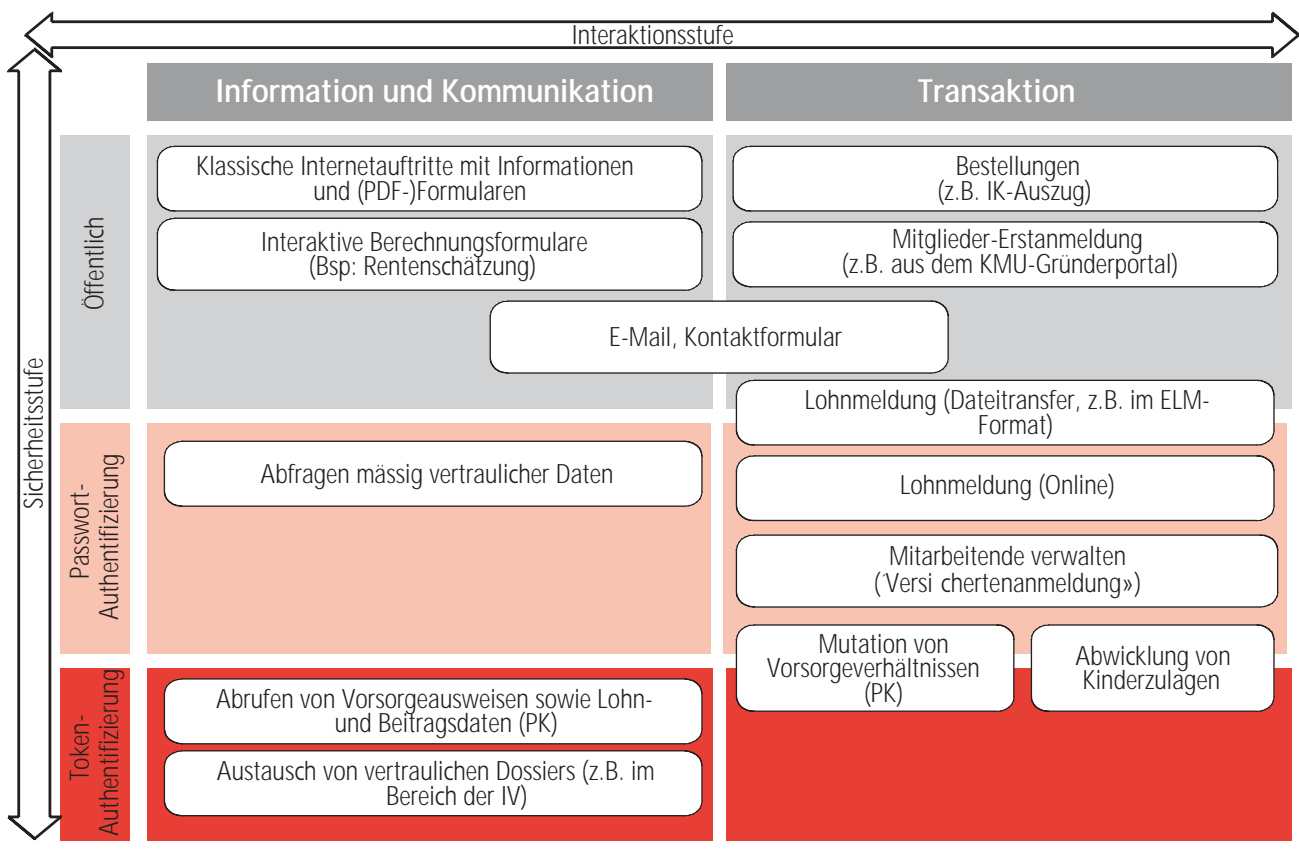 Interaktionsstufe
Sicherheitsstufe
Information und Kommunikation
Transaktion
Öffentlich
Klassische Internetauftritte mit Informationen
und (PDF-)Formularen
Bestellungen
(z.B. IK-Auszug)
Interaktive Berechnungsformulare
(Bsp: Rentenschätzung)
Mitglieder-Erstanmeldung
(z.B. aus dem KMU-Gründerportal)
E-Mail, Kontaktformular
Lohnmeldung (Dateitransfer, z.B. im ELM-
Format)
Passwort-
Authentifizierung
Abfragen mässig vertraulicher Daten
Lohnmeldung (Online)
Mitarbeitende verwalten
(´Versi chertenanmeldung»)
Mutation von
Vorsorgeverhältnissen
(PK)
Abwicklung von
Kinderzulagen
Token-
Authentifizierung
Abrufen von Vorsorgeausweisen sowie Lohn-
und Beitragsdaten (PK)
Austausch von vertraulichen Dossiers (z.B. im
Bereich der IV)